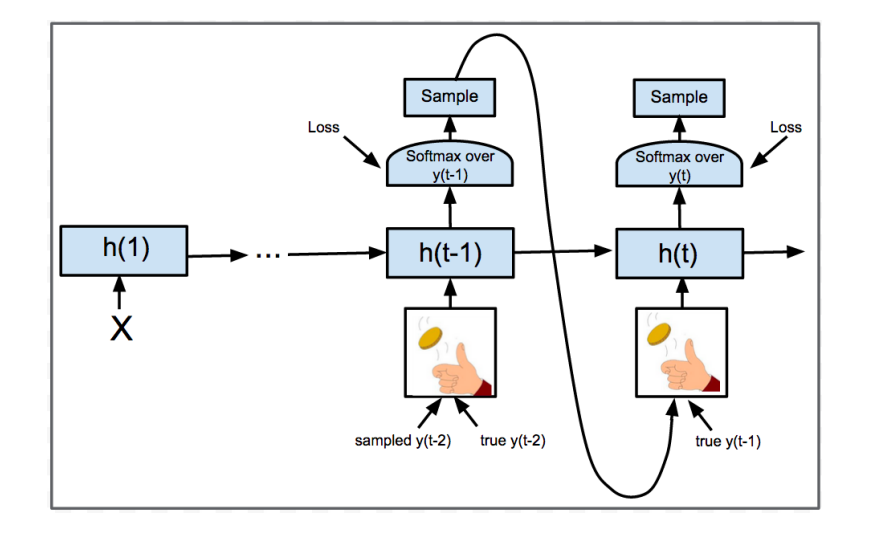 Sample
Sample
Loss
Loss
Softmax over
y(t-1)
Softmax over
y(t)
h(1)
...
h(t-1)
h(t)
X
sampled y(t-2)
true y(t-2)
true y(t-1)